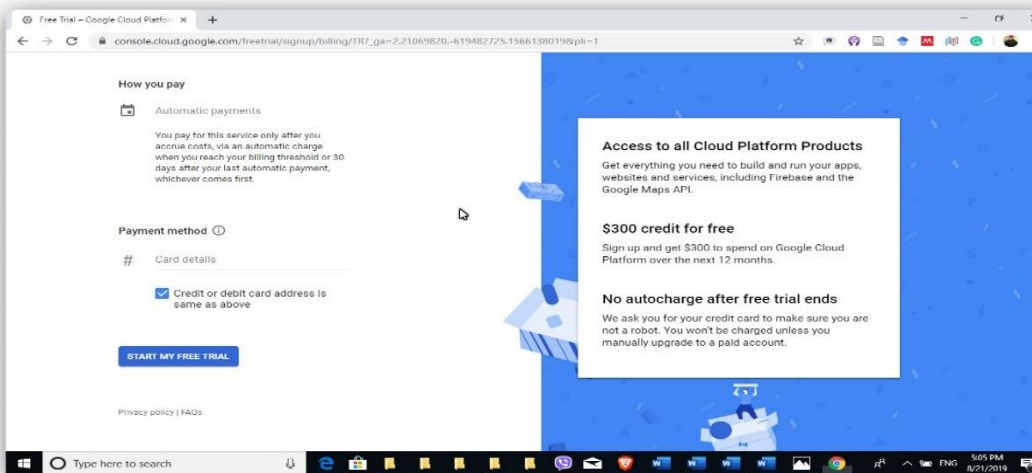 Free Trial – Google Cloud Platfor
console.cloud.google.com/freetrial/signup/billing/TR?_ga=2.21069820.-619482725.1566138019&pli=1
How you pay
Automatic payments
You pay for this service only after you
accrue costs, via an automatic charge
when you reach your billing threshold or 30
days after your last automatic payment,
whichever comes first.
Payment method
# Card details
Credit or debit card address is
same as above
START MY FREE TRIAL
Privacy policy | FAQs
Access to all Cloud Platform Products
Get everything you need to build and run your apps,
websites and services, including Firebase and the
Google Maps API.
$300 credit for free
Sign up and get $300 to spend on Google Cloud
Platform over the next 12 months.
No autocharge after free trial ends
We ask you for your credit card to make sure you are
not a robot. You won't be charged unless you
manually upgrade to a paid account.
Type here to search
ENG
5:05 PM
8/21/2019